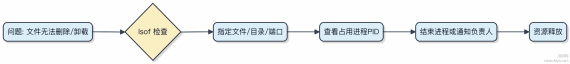 问题: 文件无法删除/卸载
lsof 检查
指定文件/目录/端口
查看占用进程PID
结束进程或通知负责人
资源释放